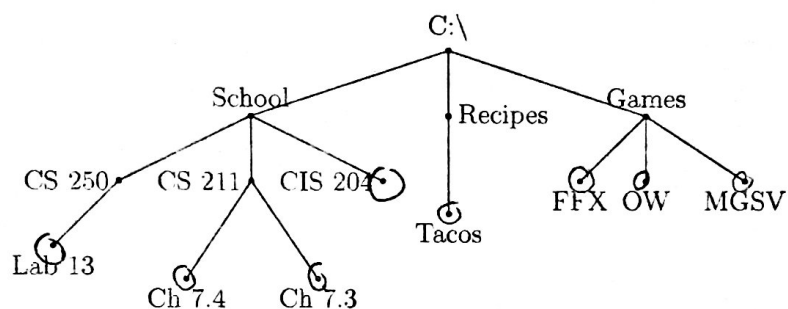 C:\
School
Recipes
Games
CS 250
CS 211
CIS 204
FFX
OW
MGSV
Tacos
Lab 13
Ch 7.4
Ch 7.3